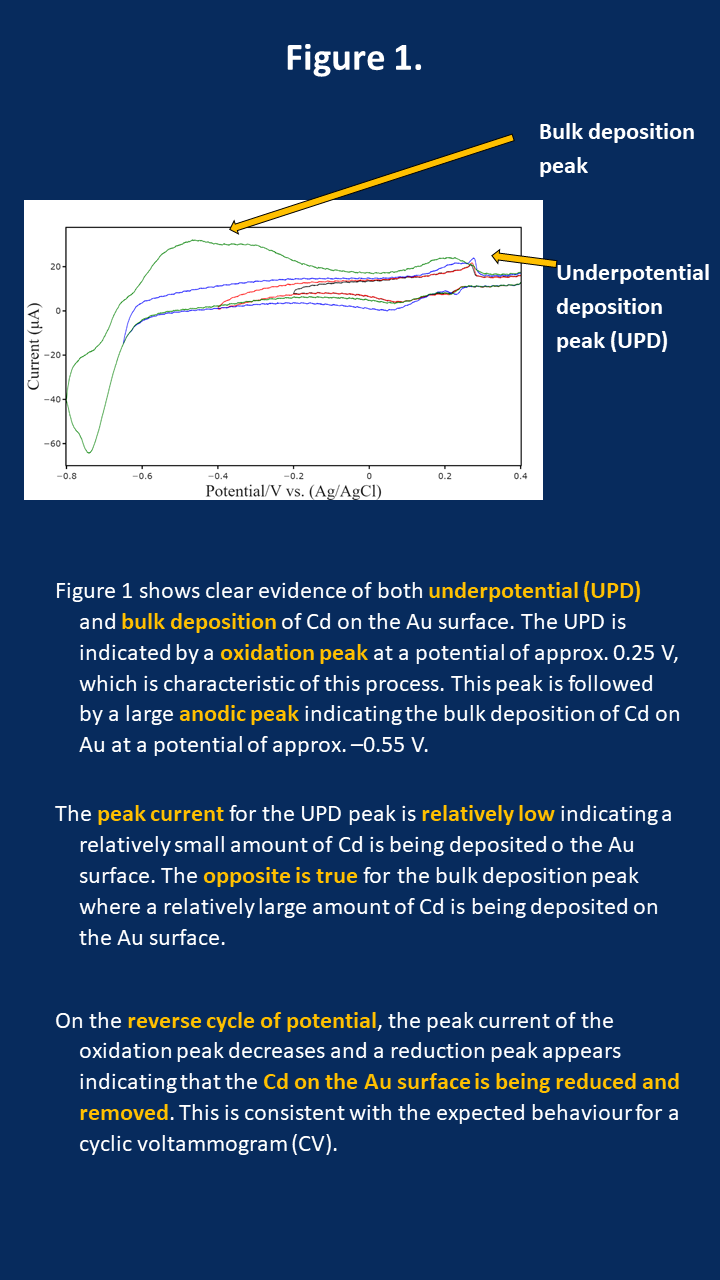 Figure 1.
Bulk deposition
peak
Underpotential
deposition
peak (UPD)
20
0
−20
−40
−60
Current (µA)
−0.8 −0.6 −0.4 −0.2 0 0.2 0.4
Potential/V vs. (Ag/AgCl)
Figure 1 shows clear evidence of both underpotential (UPD)
and bulk deposition of Cd on the Au surface. The UPD is
indicated by a oxidation peak at a potential of approx. 0.25 V,
which is characteristic of this process. This peak is followed
by a large anodic peak indicating the bulk deposition of Cd on
Au at a potential of approx. –0.55 V.
The peak current for the UPD peak is relatively low indicating a
relatively small amount of Cd is being deposited o the Au
surface. The opposite is true for the bulk deposition peak
where a relatively large amount of Cd is being deposited on
the Au surface.
On the reverse cycle of potential, the peak current of the
oxidation peak decreases and a reduction peak appears
indicating that the Cd on the Au surface is being reduced and
removed. This is consistent with the expected behaviour for a
cyclic voltammogram (CV).